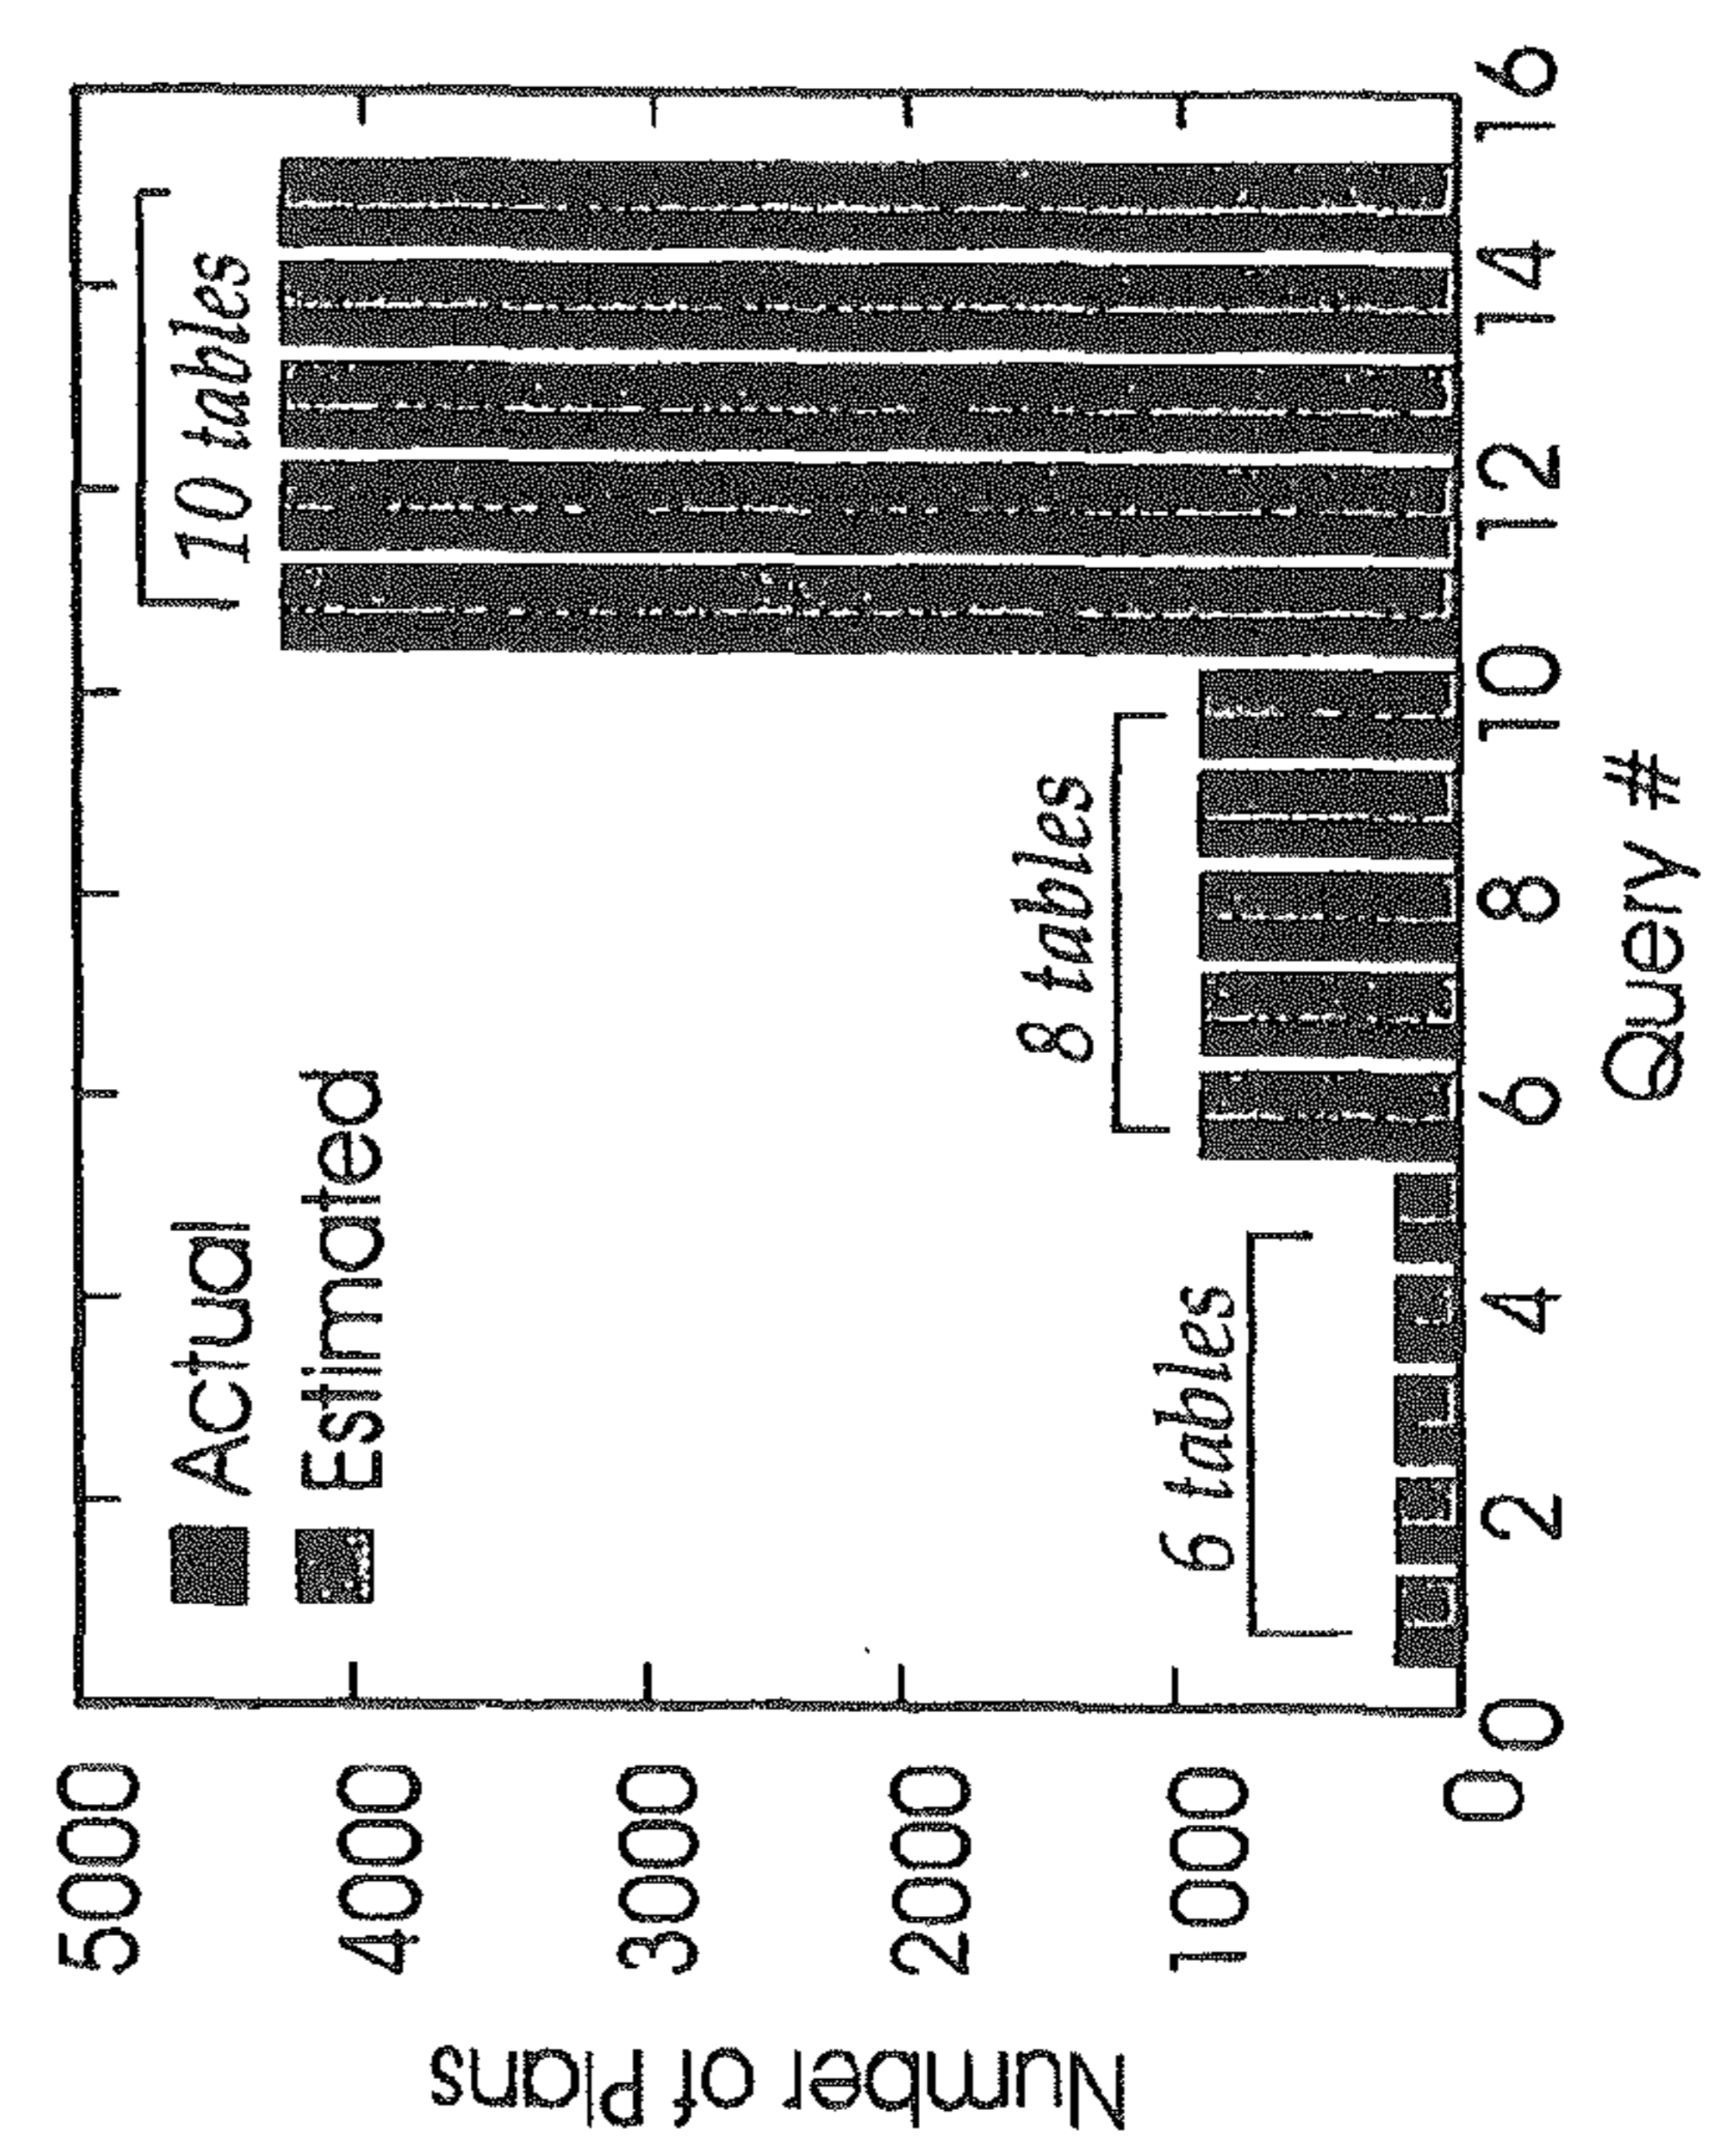 5000
4000
3000
2000
1000
0
Number of Plans
Actual
Estimated
6 tables
8 tables
10 tables
0 2 4 6 8 10 12 14 16
Query #